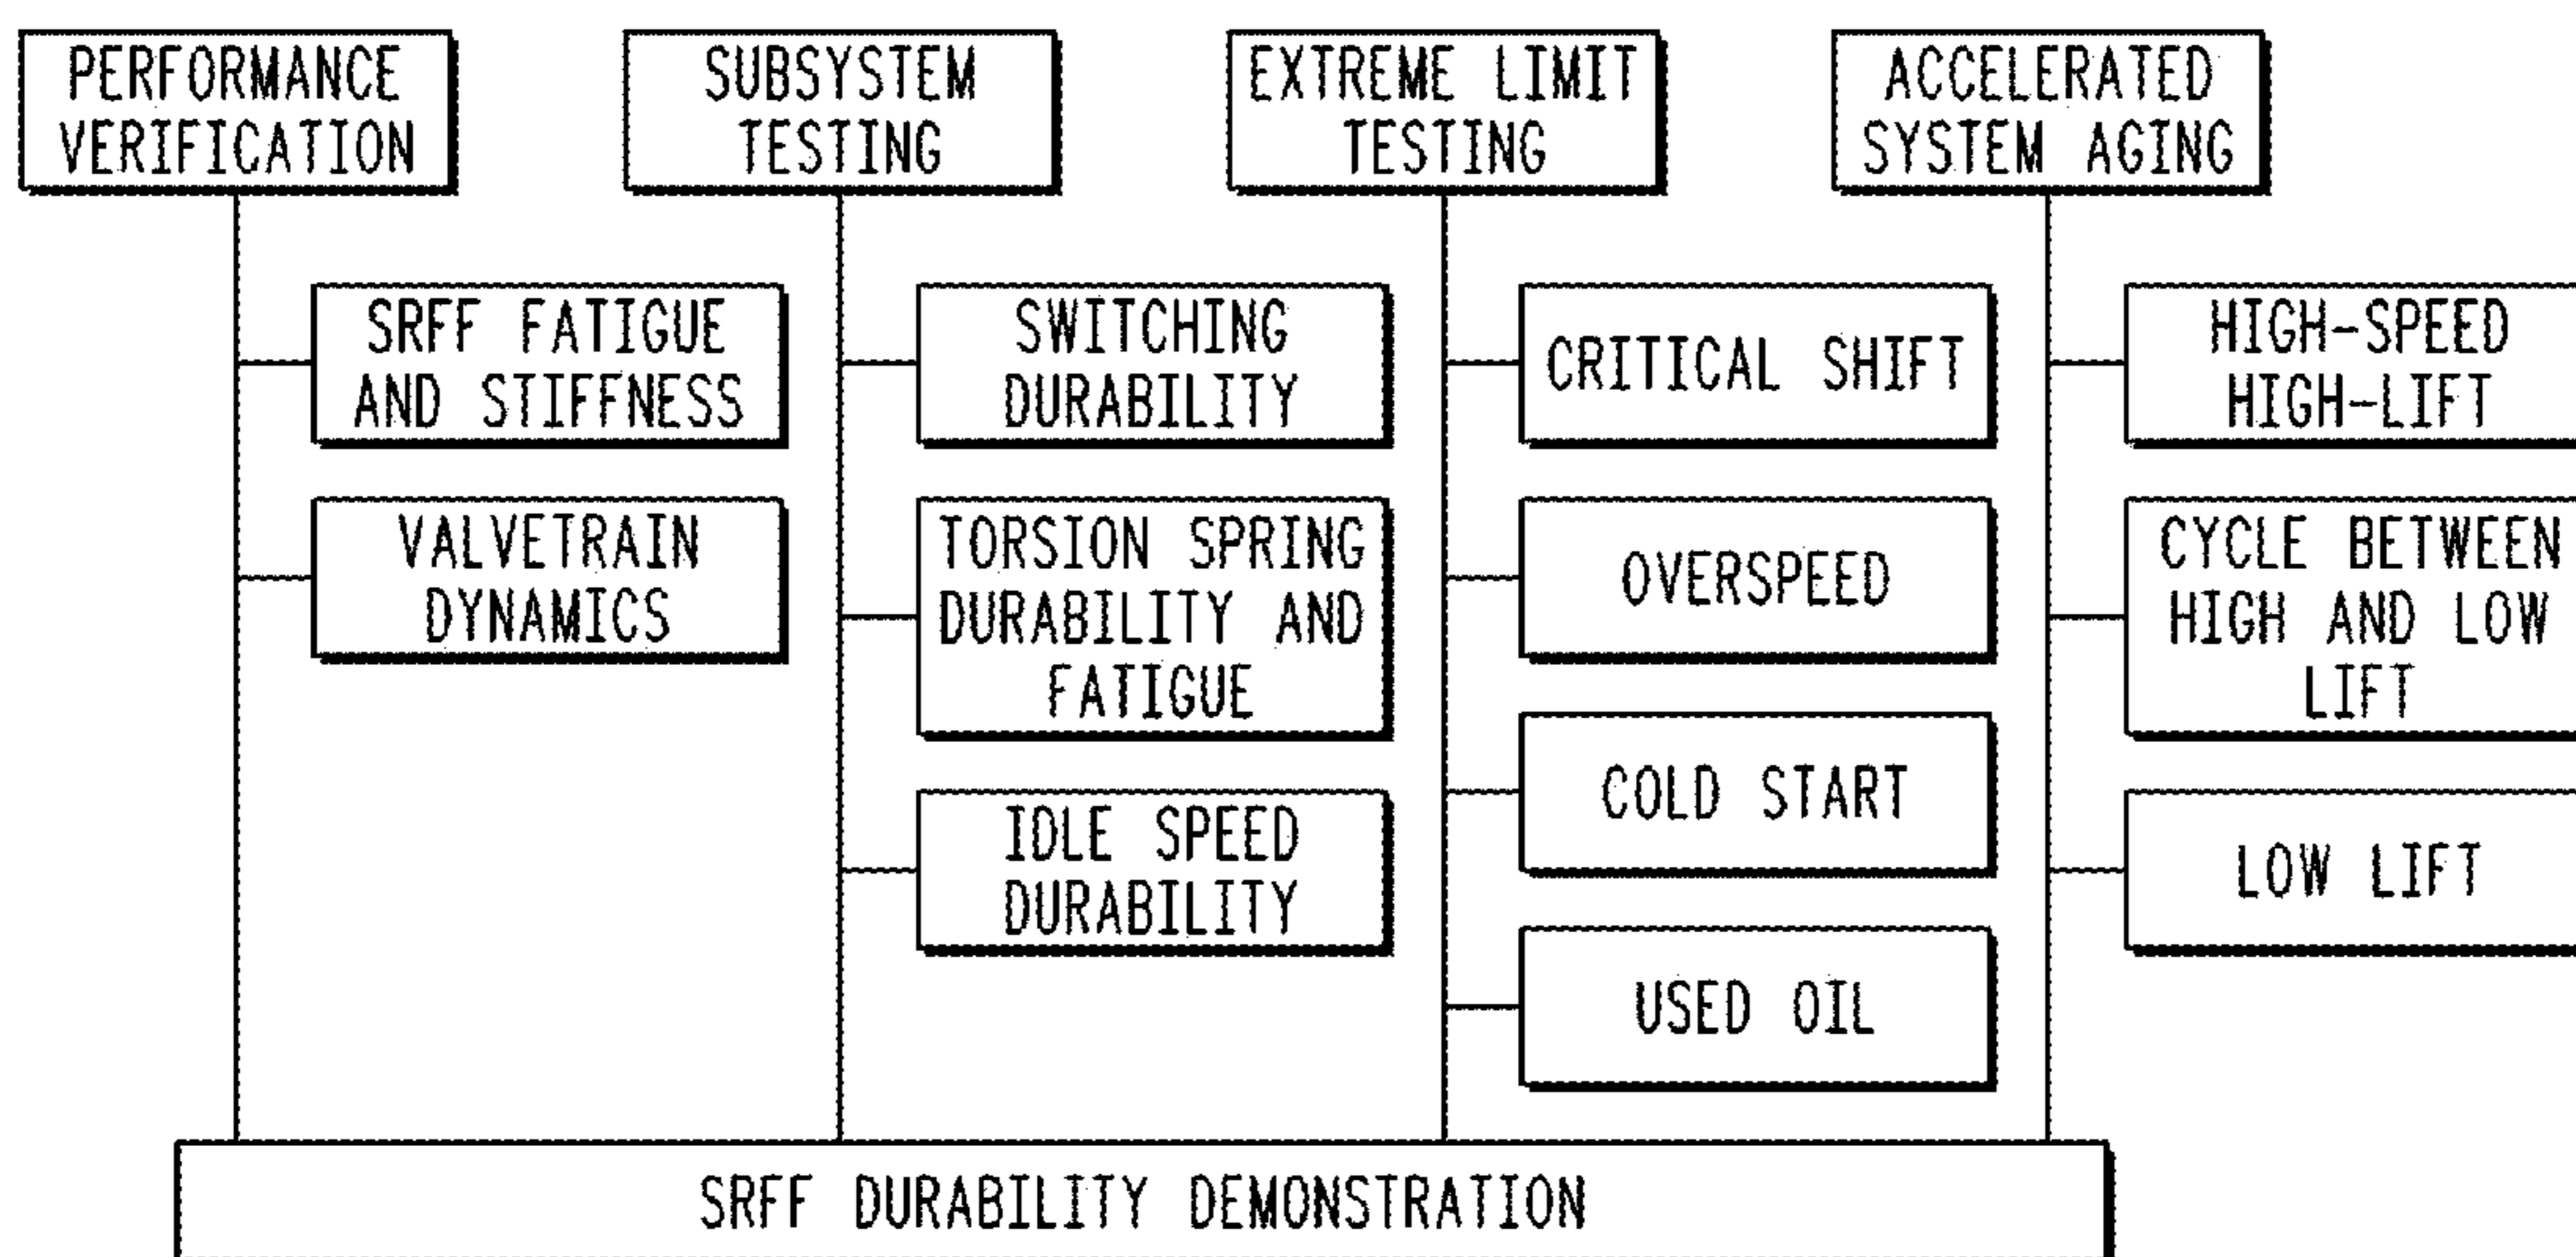 PERFORMANCE
VERIFICATION
SUBSYSTEM
TESTING
EXTREME LIMIT
TESTING
ACCELERATED
SYSTEM AGING
SRFF FATIGUE
AND STIFFNESS
VALVETRAIN
DYNAMICS
SWITCHING
DURABILITY
TORSION SPRING
DURABILITY AND
FATIGUE
IDLE SPEED
DURABILITY
CRITICAL SHIFT
OVERSPEED
COLD START
USED OIL
HIGH-SPEED
HIGH-LIFT
CYCLE BETWEEN
HIGH AND LOW
LIFT
LOW LIFT
SRFF DURABILITY DEMONSTRATION